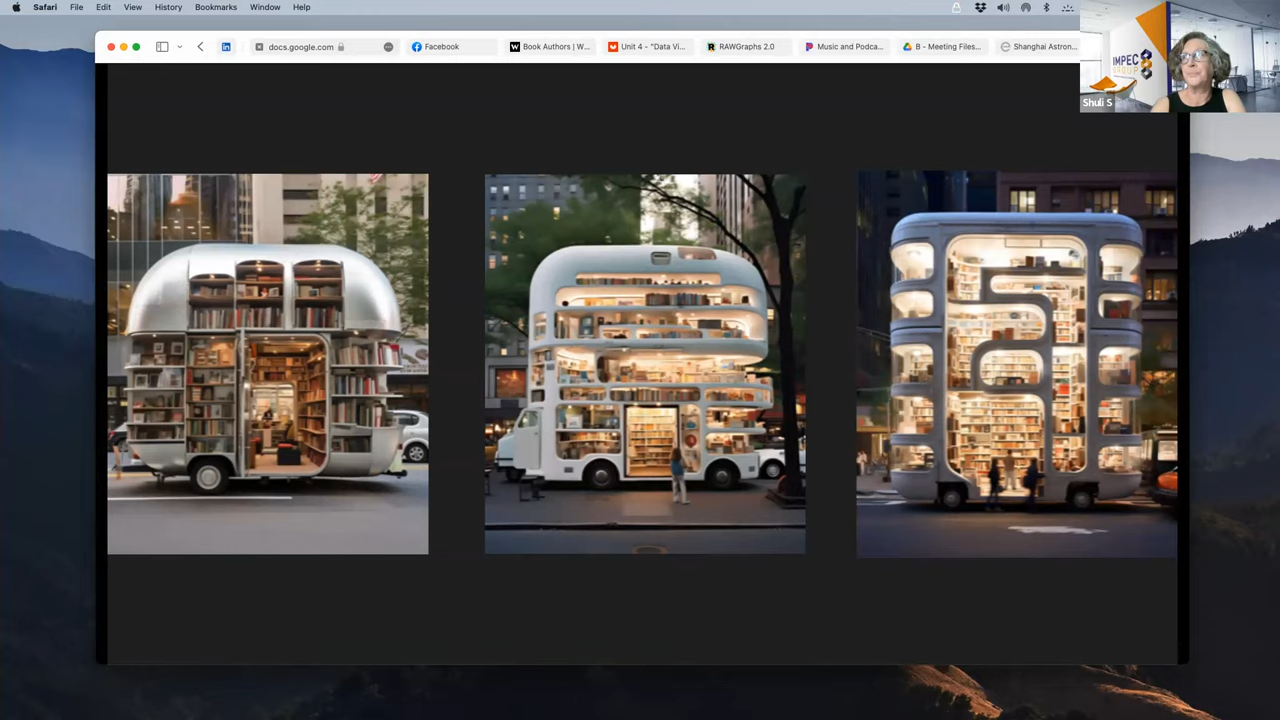 Safari File Edit View History Bookmarks Window Help
docs.google.com Facebook Book Authors | W... Unit 4 - "Data Vi... RAWGraphs 2.0 Music and Podca... B - Meeting Files... Shanghai Astron...
IMPEC
GROUP
Shuli S